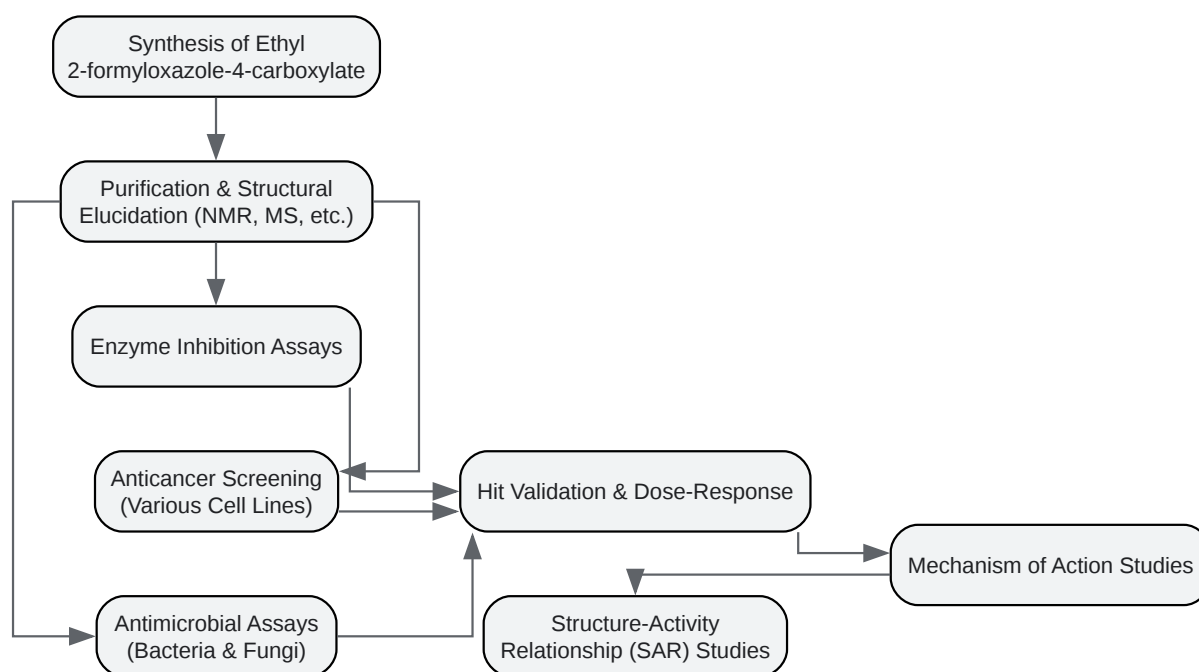 Synthesis of Ethyl
2-formyloxazole-4-carboxylate
Purification & Structural
Elucidation (NMR, MS, etc.)
Enzyme Inhibition Assays
Anticancer Screening
(Various Cell Lines)
Hit Validation & Dose-Response
Mechanism of Action Studies
Antimicrobial Assays
(Bacteria & Fungi)
Structure-Activity
Relationship (SAR) Studies